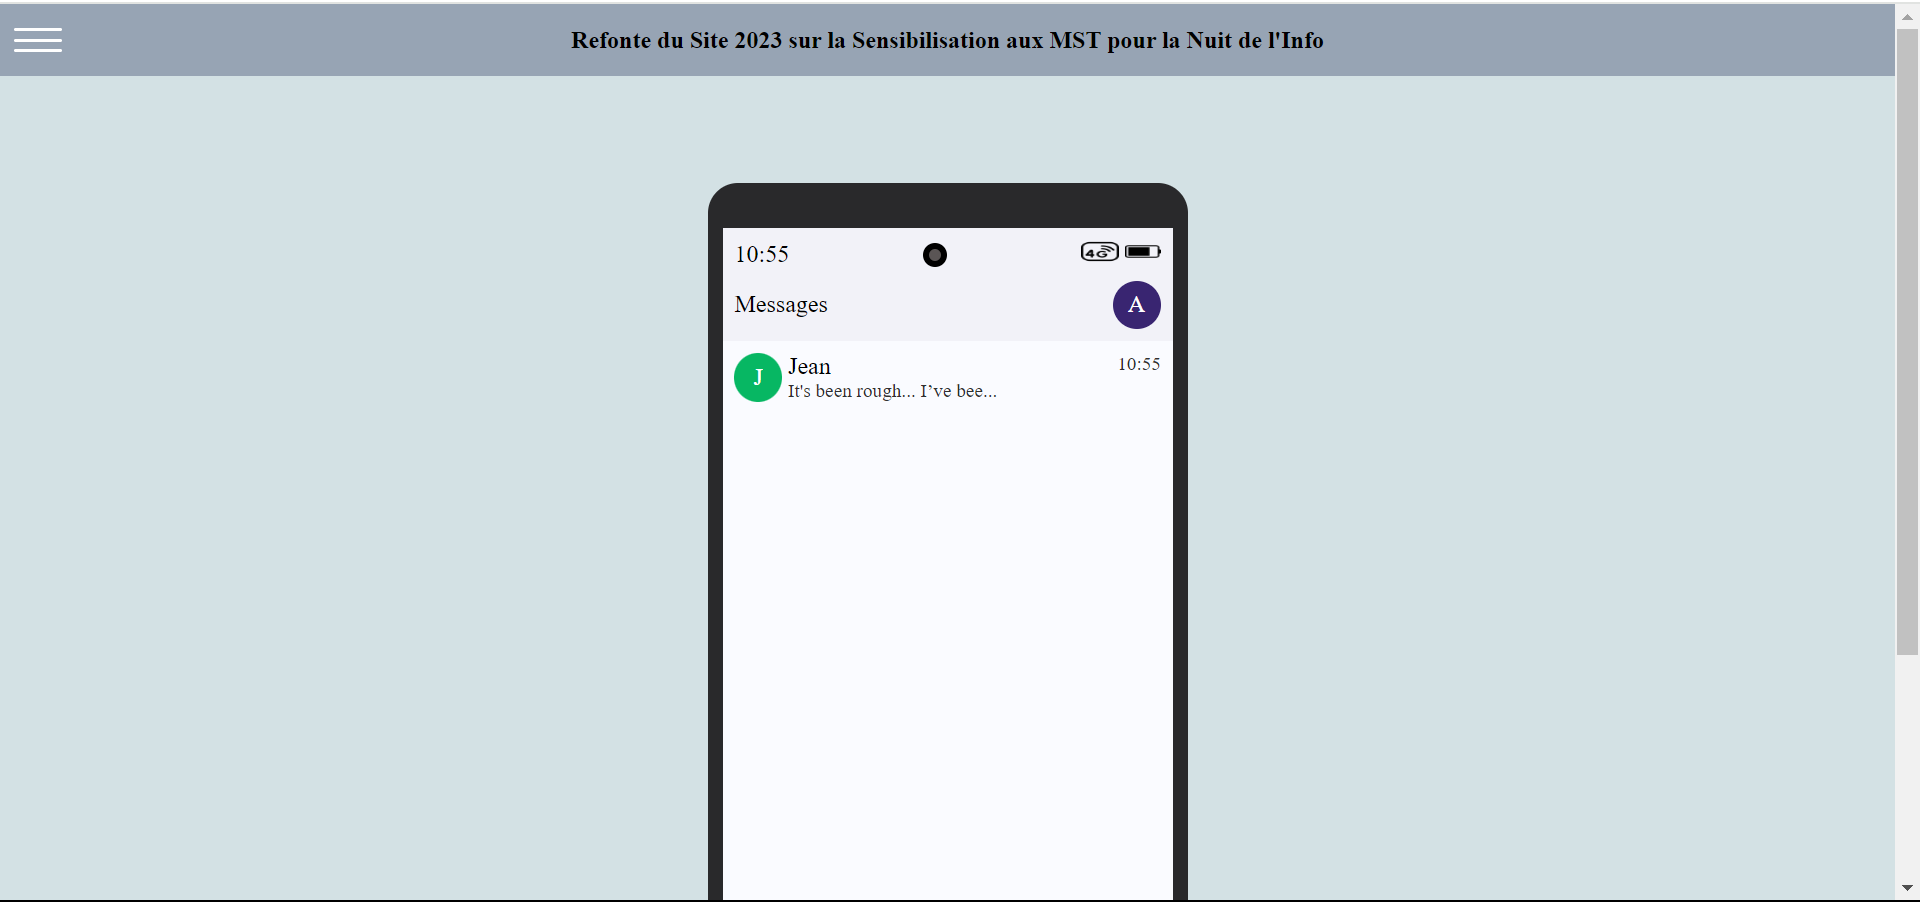 Refonte du Site 2023 sur la Sensibilisation aux MST pour la Nuit de l'Info
10:55
4G
Messages
A
J
Jean
10:55
It's been rough... I’ve bee...